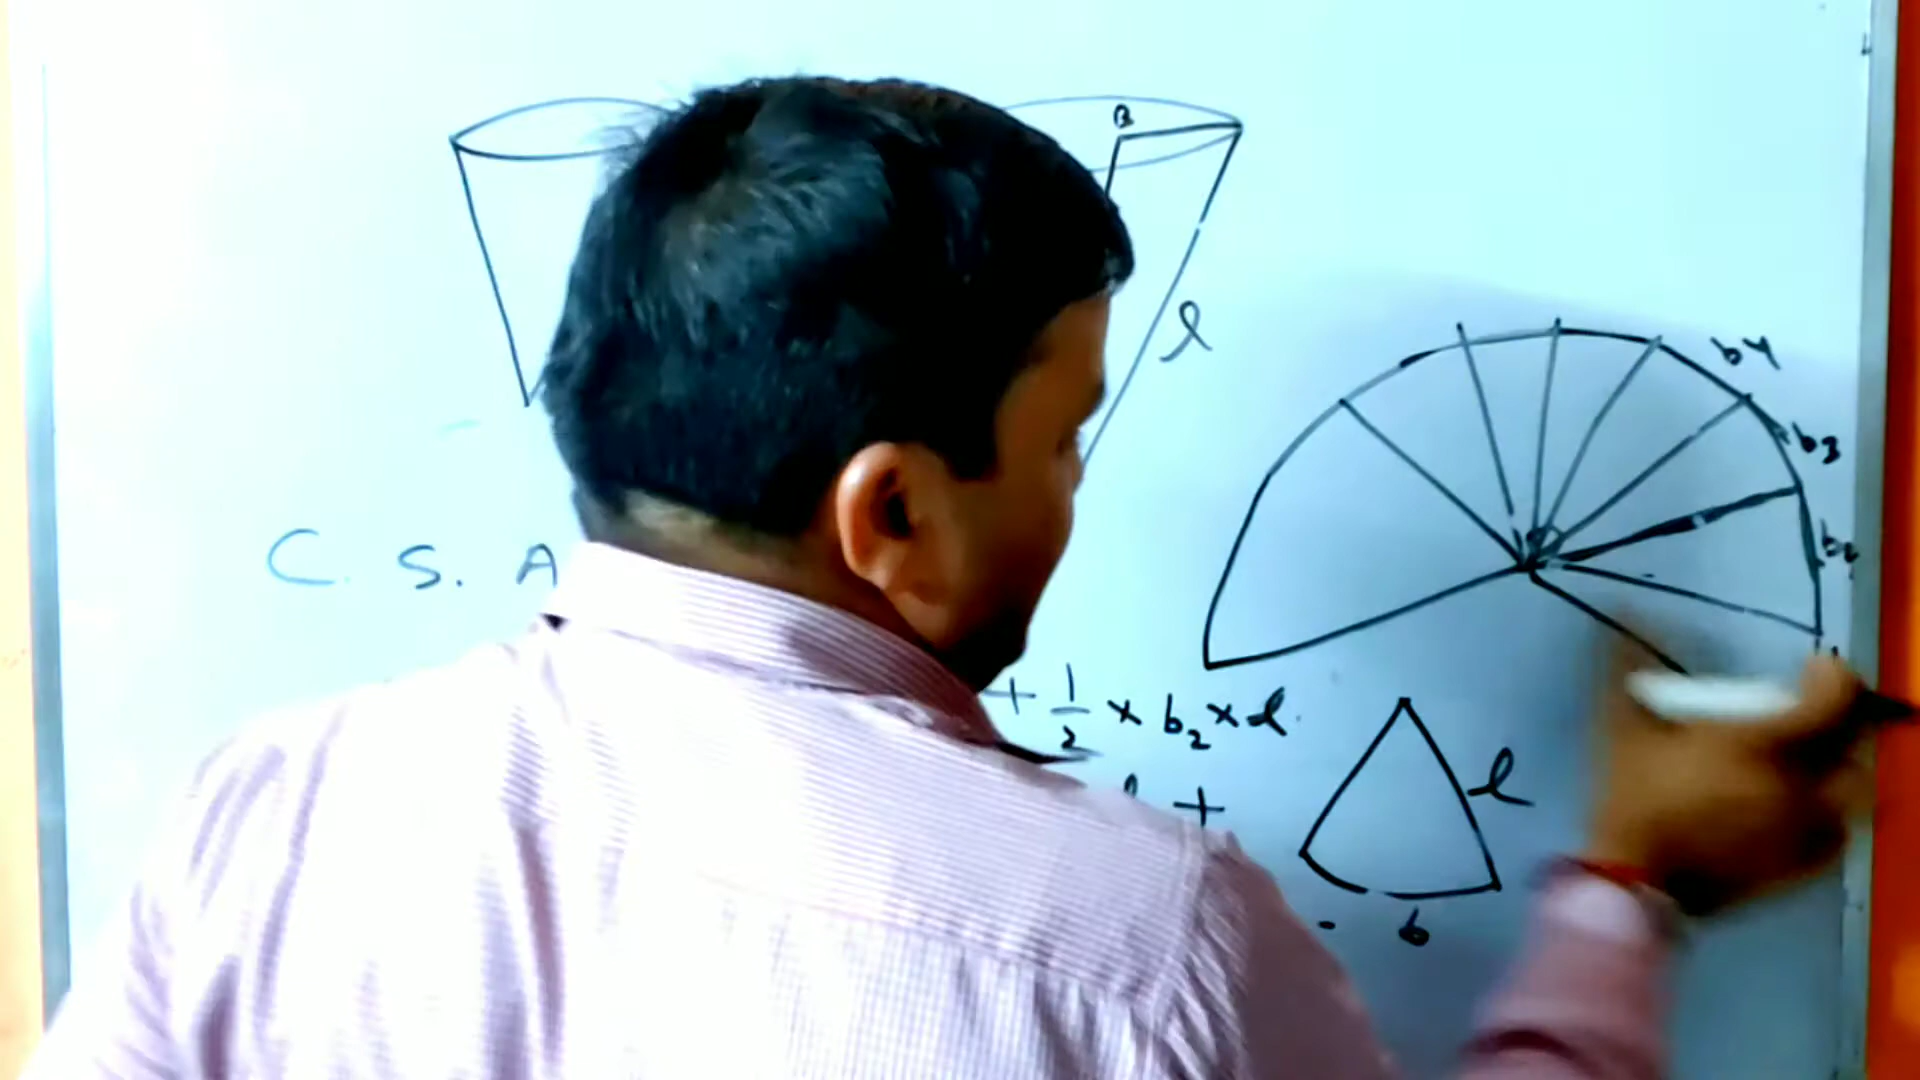 B
l
b4
b3
b2
C. S. A
+ 1/2 × b₂ × l
l
+
b